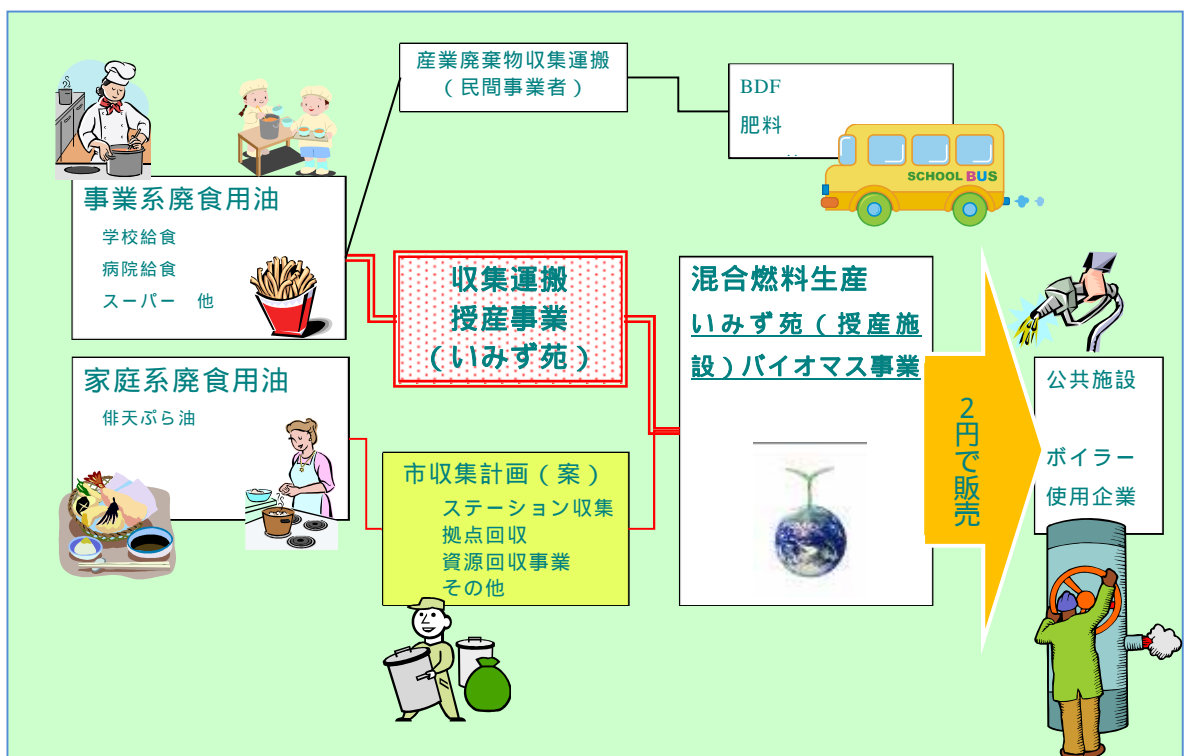 産業廃棄物収集運搬
（民間事業者）
BDF
肥料
SCHOOL BUS
事業系廃食用油
学校給食
病院給食
スーパー　他
収集運搬
授産事業
（いみず苑）
混合燃料生産
いみず苑（授産施
設）バイオマス事業
家庭系廃食用油
俳天ぷら油
市収集計画（案）
ステーション収集
拠点回収
資源回収事業
その他
2円で販売
公共施設
ボイラー
使用企業